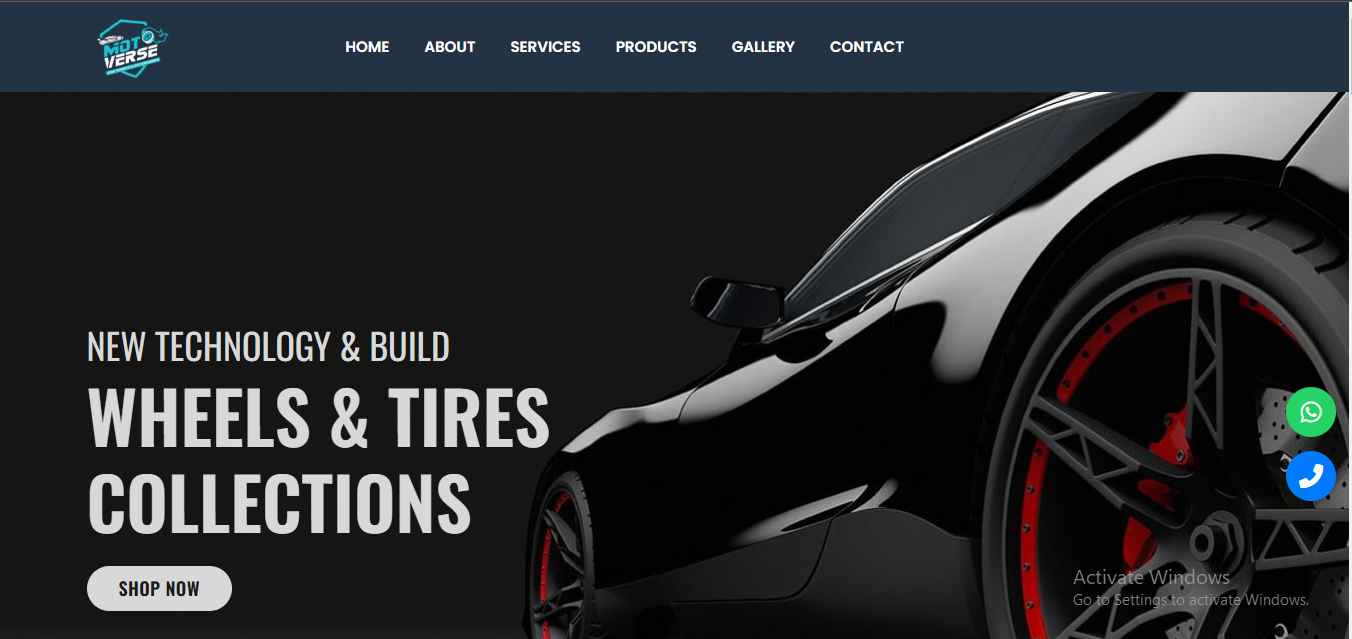 MOTO
VERSE
HOME ABOUT SERVICES PRODUCTS GALLERY CONTACT
NEW TECHNOLOGY & BUILD
WHEELS & TIRES
COLLECTIONS
SHOP NOW
Activate Windows
Go to Settings to activate Windows.